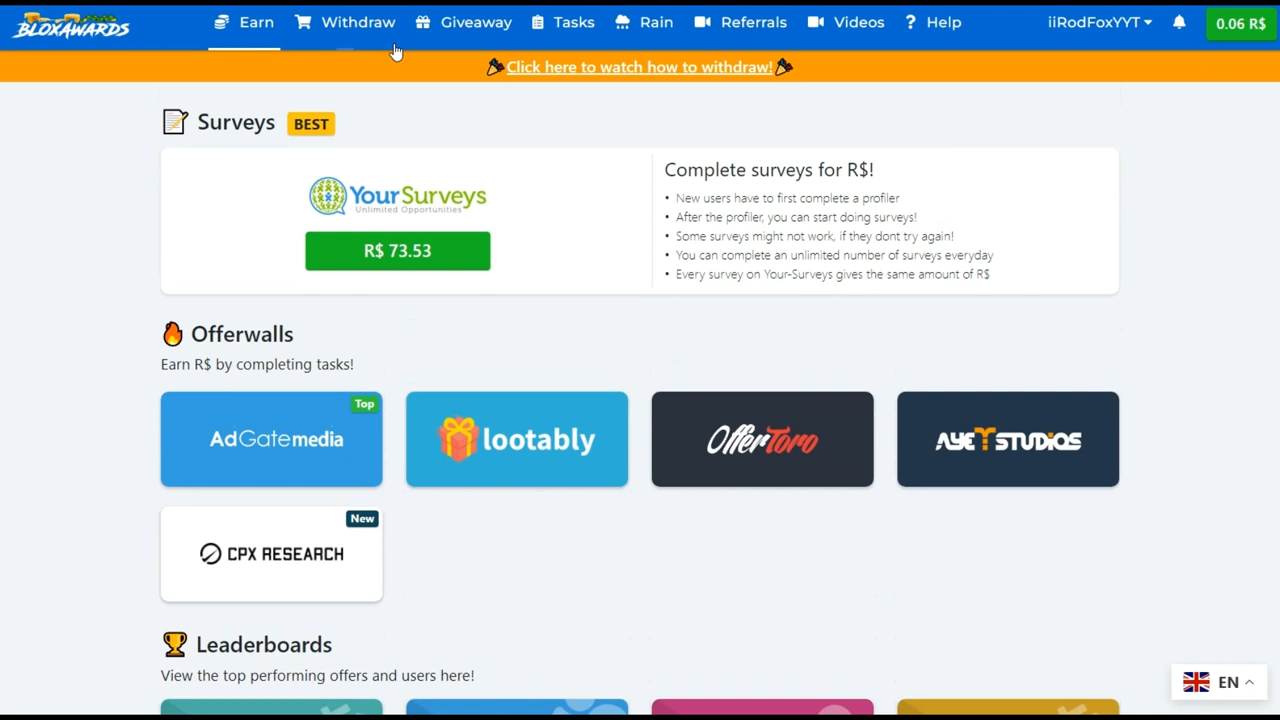 BLOXAWARDS
Earn
Withdraw
Giveaway
Tasks
Rain
Referrals
Videos
? Help
iiRodFoxYYT
0.06 R$
Click here to watch how to withdraw!
Surveys
BEST
YourSurveys
Unlimited Opportunities
R$ 73.53
Complete surveys for R$!
• New users have to first complete a profiler
• After the profiler, you can start doing surveys!
• Some surveys might not work, if they dont try again!
• You can complete an unlimited number of surveys everyday
• Every survey on Your-Surveys gives the same amount of R$
Offerwalls
Earn R$ by completing tasks!
Top
AdGatemedia
lootably
OfferToro
AYET STUDIOS
New
CPX RESEARCH
Leaderboards
View the top performing offers and users here!
EN